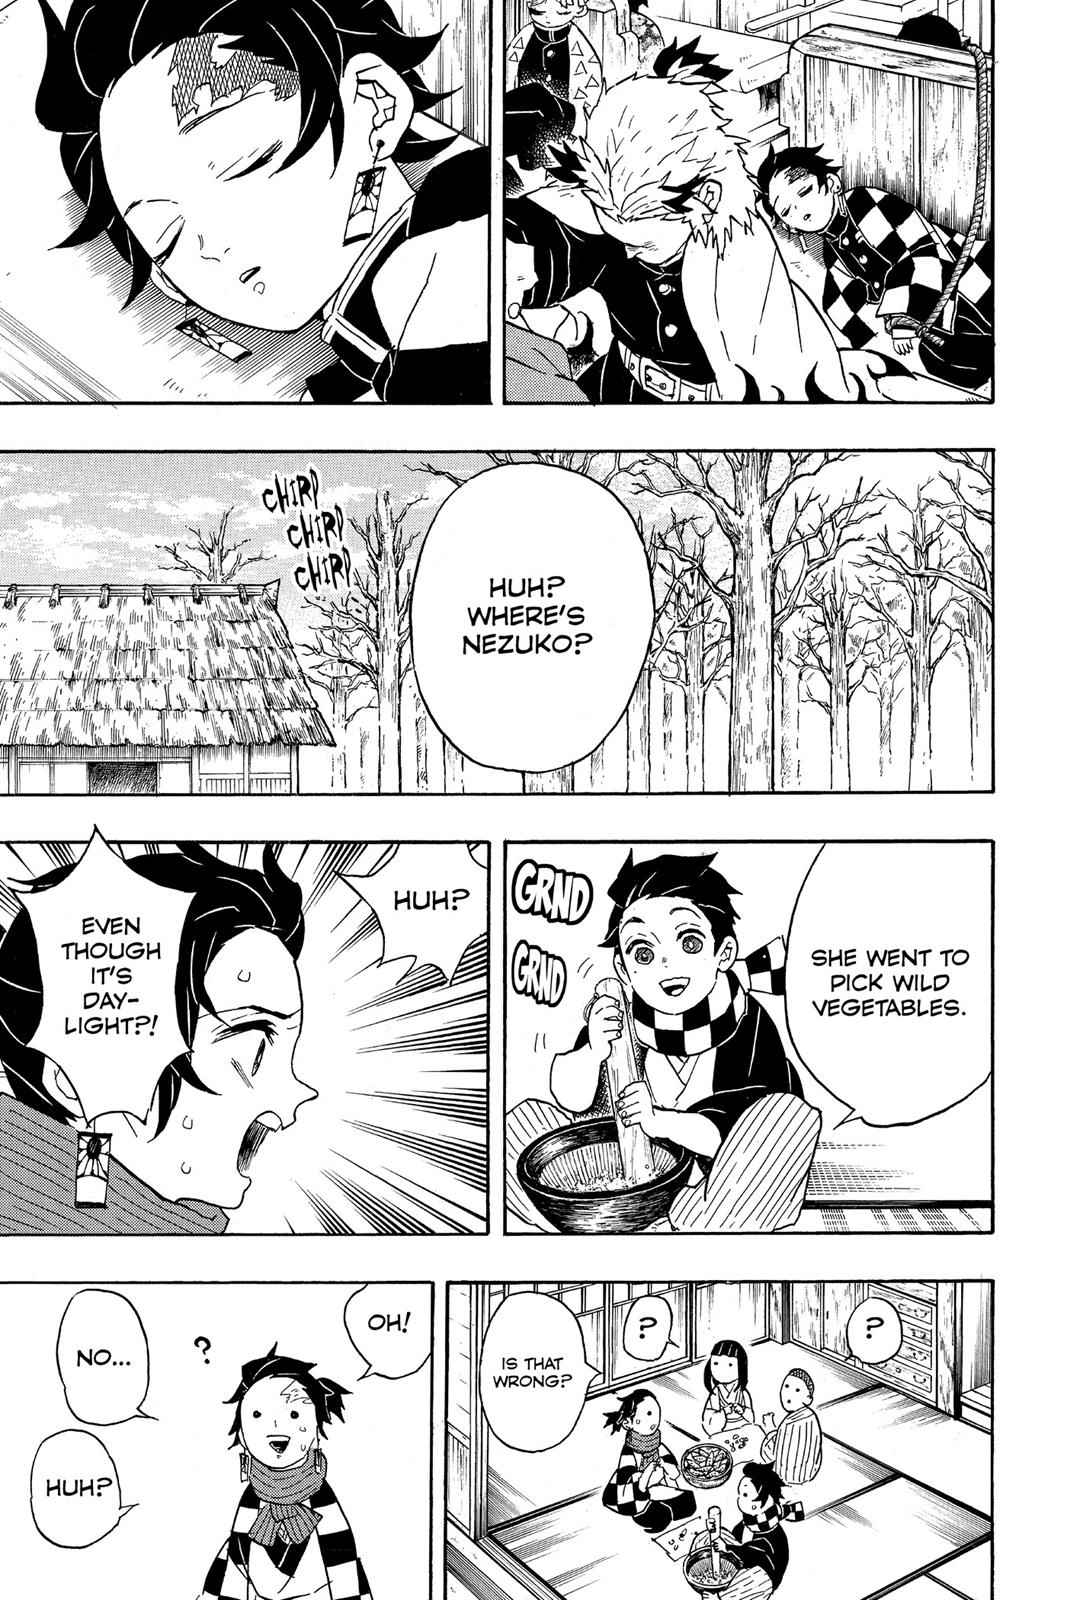 CHIRP
CHIRP
CHIRP
HUH?
WHERE'S
NEZUKO?
SHE WENT TO
PICK WILD
VEGETABLES.
GRND
GRND
HUH?
EVEN
THOUGH
IT'S
DAY-
LIGHT?!
?
?
IS THAT
WRONG?
OH!
?
NO...
HUH?